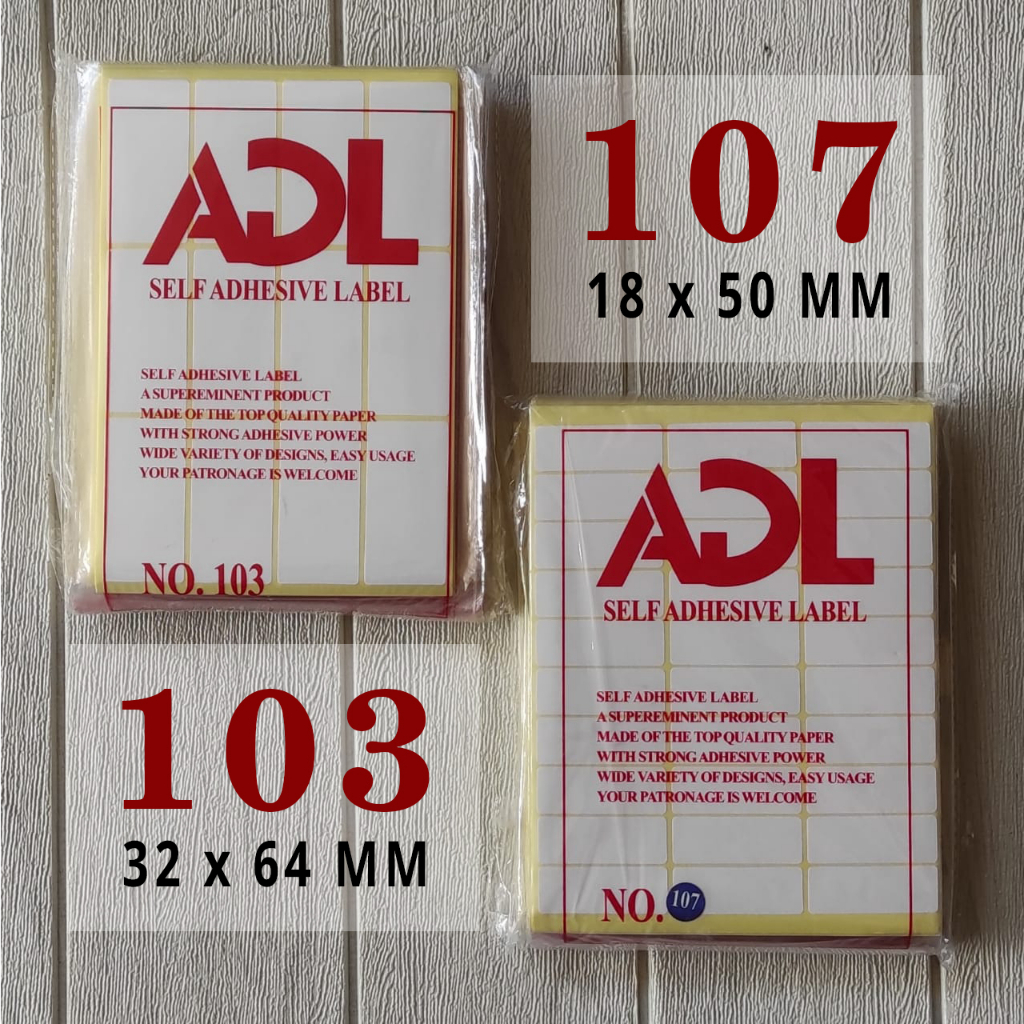 ADL
SELF ADHESIVE LABEL
SELF ADHESIVE LABEL
A SUPEREMINENT PRODUCT
MADE OF THE TOP QUALITY PAPER
WITH STRONG ADHESIVE POWER
WIDE VARIETY OF DESIGNS, EASY USAGE
YOUR PATRONAGE IS WELCOME
NO. 103
107
18 x 50 MM
103
32 x 64 MM
ADL
SELF ADHESIVE LABEL
SELF ADHESIVE LABEL
A SUPEREMINENT PRODUCT
MADE OF THE TOP QUALITY PAPER
WITH STRONG ADHESIVE POWER
WIDE VARIETY OF DESIGNS, EASY USAGE
YOUR PATRONAGE IS WELCOME
NO. 107